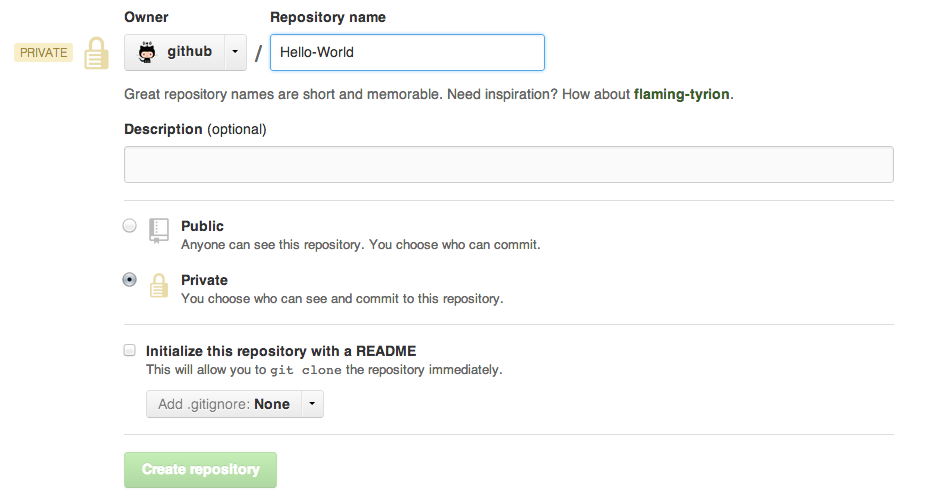 Owner
Repository name
PRIVATE
github
/
Hello-World
Great repository names are short and memorable. Need inspiration? How about flaming-tyrion.
Description (optional)
Public
Anyone can see this repository. You choose who can commit.
Private
You choose who can see and commit to this repository.
Initialize this repository with a README
This will allow you to git clone the repository immediately.
Add .gitignore: None
Create repository